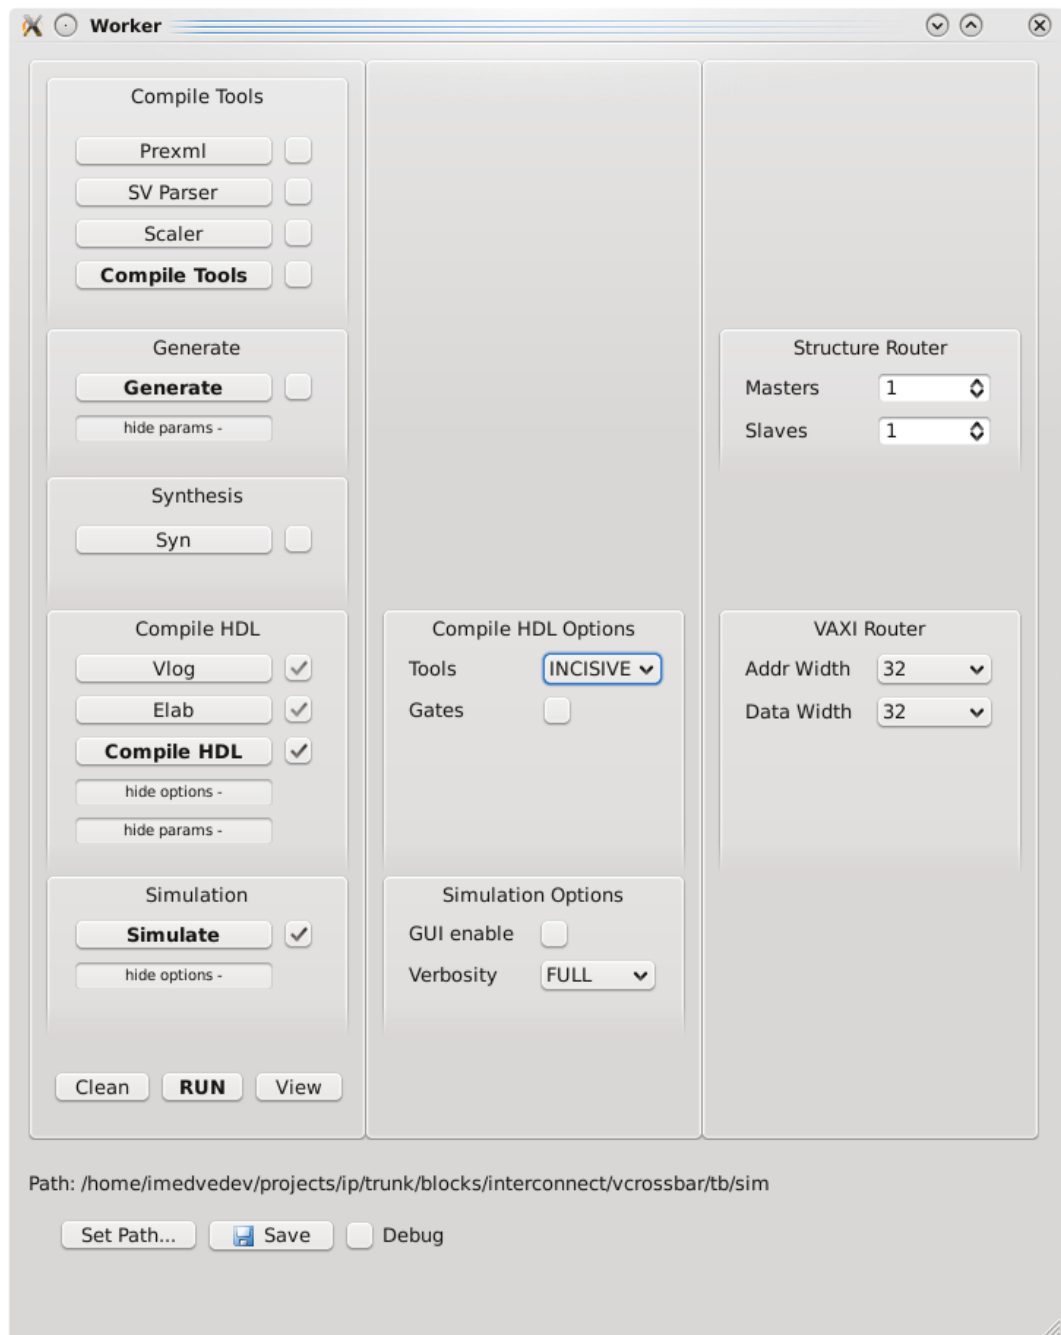 Worker
Compile Tools
Prexml
SV Parser
Scaler
Compile Tools
Generate
Generate
hide params -
Structure Router
Masters 1
Slaves 1
Synthesis
Syn
Compile HDL
Vlog
Elab
Compile HDL
hide options -
hide params -
Compile HDL Options
Tools INCISIVE
Gates
VAXI Router
Addr Width 32
Data Width 32
Simulation
Simulate
hide options -
Simulation Options
GUI enable
Verbosity FULL
Clean RUN View
Path: /home/imedvedev/projects/ip/trunk/blocks/interconnect/vcrossbar/tb/sim
Set Path... Save Debug